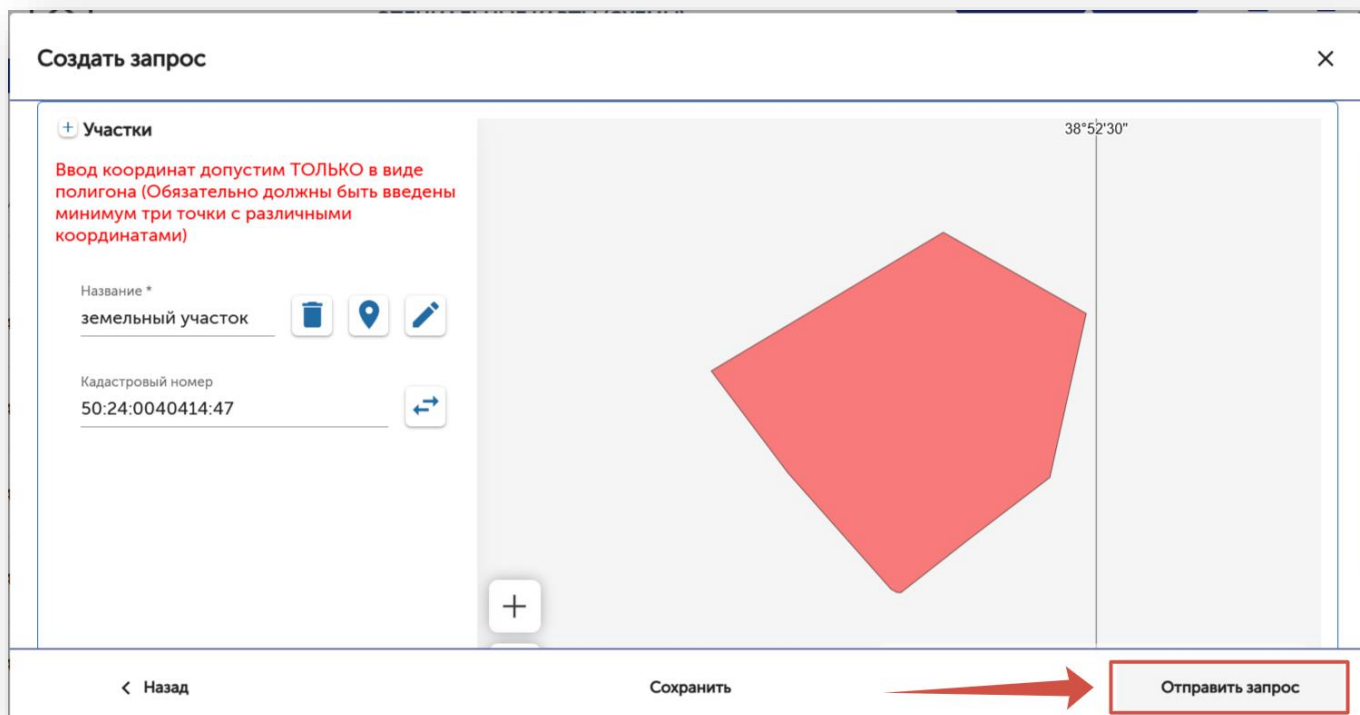 Создать запрос
Участки
38°52'30"
Ввод координат допустим ТОЛЬКО в виде
полигона (Обязательно должны быть введены
минимум три точки с различными
координатами)
Название *
земельный участок
Кадастровый номер
50:24:0040414:47
Назад
Сохранить
Отправить запрос